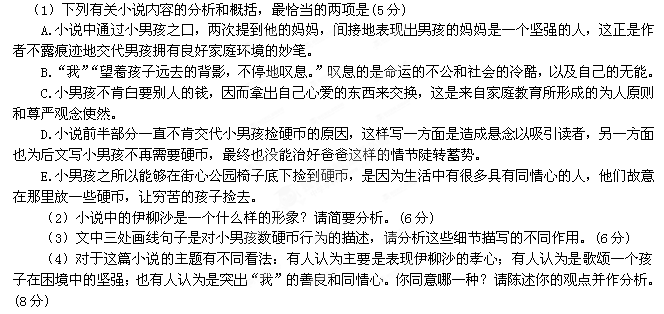 （1）下列有关小说内容的分析和概括，最恰当的两项是(5分)
A.小说中通过小男孩之口，两次提到他的妈妈，间接地表现出男孩的妈妈是一个坚强的人，这正是作
者不露痕迹地交代男孩拥有良好家庭环境的妙笔。
B.“我”“望着孩子远去的背影，不停地叹息。”叹息的是命运的不公和社会的冷酷，以及自己的无能。
C.小男孩不肯白要别人的钱，因而拿出自己心爱的东西来交换，这是来自家庭教育所形成的为人原则
和尊严观念使然。
D.小说前半部分一直不肯交代小男孩捡硬币的原因，这样写一方面是造成悬念以吸引读者，另一方面
也为后文写小男孩不再需要硬币，最终也没能治好爸爸这样的情节陡转蓄势。
E.小男孩之所以能够在街心公园椅子底下捡到硬币，是因为生活中有很多具有同情心的人，他们故意
在那里放一些硬币，让穷苦的孩子捡去。
（2）小说中的伊柳沙是一个什么样的形象？请简要分析。(6分)
（3）文中三处画线句子是对小男孩数硬币行为的描述，请分析这些细节描写的不同作用。(6分)
（4）对于这篇小说的主题有不同看法：有人认为主要是表现伊柳沙的孝心；有人认为是歌颂一个孩
子在困境中的坚强；也有人认为是突出“我”的善良和同情心。你同意哪一种？请陈述你的观点并作分析。
(8分)